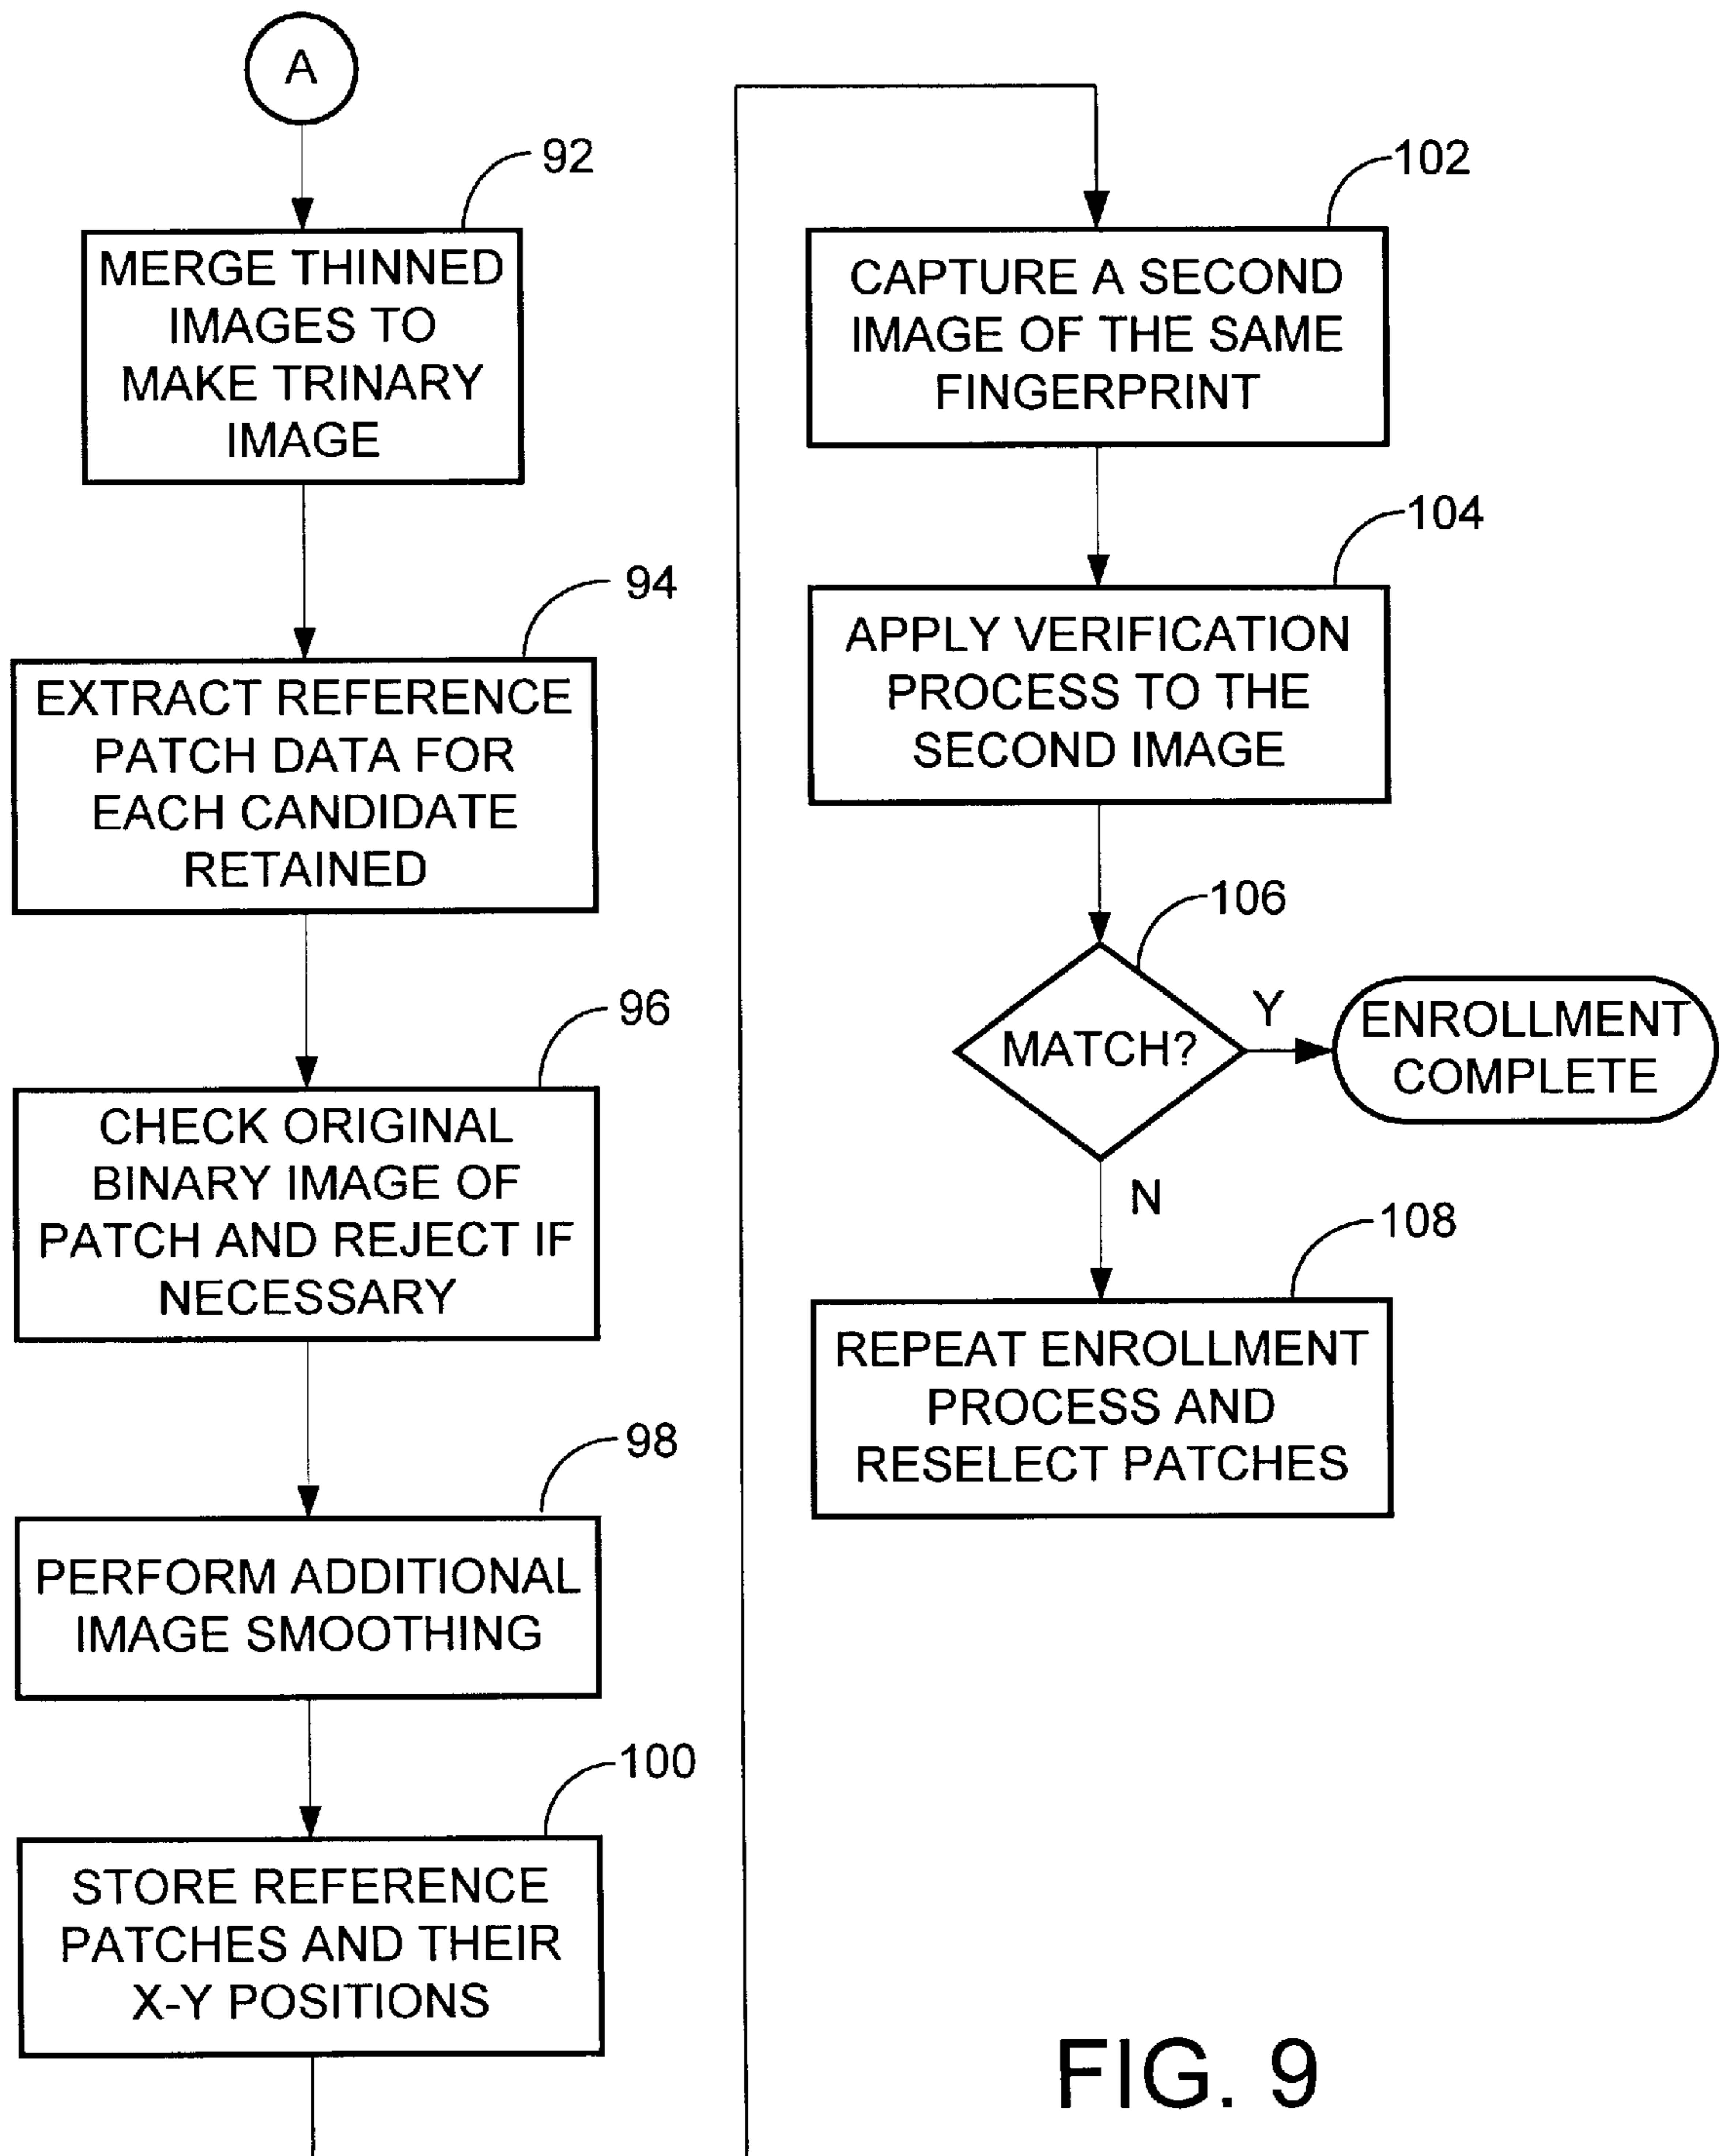 A
92
MERGE THINNED
IMAGES TO
MAKE TRINARY
IMAGE
94
EXTRACT REFERENCE
PATCH DATA FOR
EACH CANDIDATE
RETAINED
96
CHECK ORIGINAL
BINARY IMAGE OF
PATCH AND REJECT IF
NECESSARY
98
PERFORM ADDITIONAL
IMAGE SMOOTHING
100
STORE REFERENCE
PATCHES AND THEIR
X-Y POSITIONS
102
CAPTURE A SECOND
IMAGE OF THE SAME
FINGERPRINT
104
APPLY VERIFICATION
PROCESS TO THE
SECOND IMAGE
106
MATCH?
Y
ENROLLMENT
COMPLETE
N
108
REPEAT ENROLLMENT
PROCESS AND
RESELECT PATCHES
FIG. 9